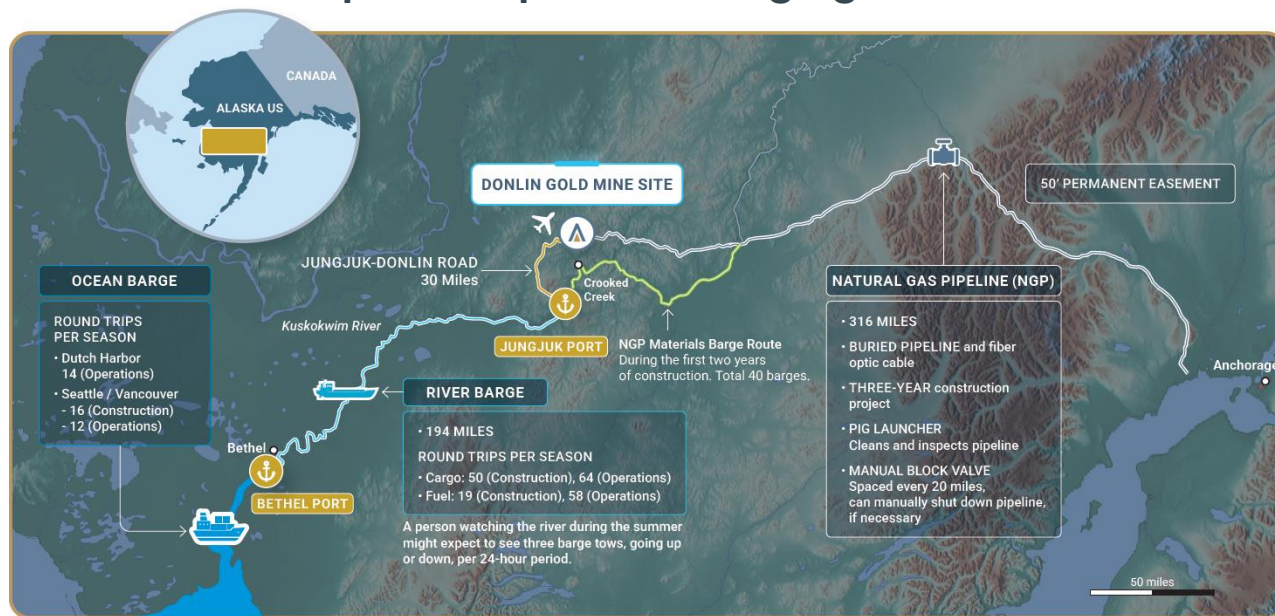 CANADA
ALASKA US
DONLIN GOLD MINE SITE
50' PERMANENT EASEMENT
JUNGJUK-DONLIN ROAD
30 Miles
Crooked
Creek
Kuskokwim River
JUNGJUK PORT
NGP Materials Barge Route
During the first two years
of construction. Total 40 barges.
OCEAN BARGE
ROUND TRIPS
PER SEASON
• Dutch Harbor
14 (Operations)
• Seattle / Vancouver
- 16 (Construction)
- 12 (Operations)
Bethel
BETHEL PORT
RIVER BARGE
• 194 MILES
ROUND TRIPS PER SEASON
• Cargo: 50 (Construction), 64 (Operations)
• Fuel: 19 (Construction), 58 (Operations)
A person watching the river during the summer
might expect to see three barge tows, going up
or down, per 24-hour period.
NATURAL GAS PIPELINE (NGP)
• 316 MILES
• BURIED PIPELINE and fiber
optic cable
• THREE-YEAR construction
project
• PIG LAUNCHER
Cleans and inspects pipeline
• MANUAL BLOCK VALVE
Spaced every 20 miles,
can manually shut down pipeline,
if necessary
Anchorage
50 miles